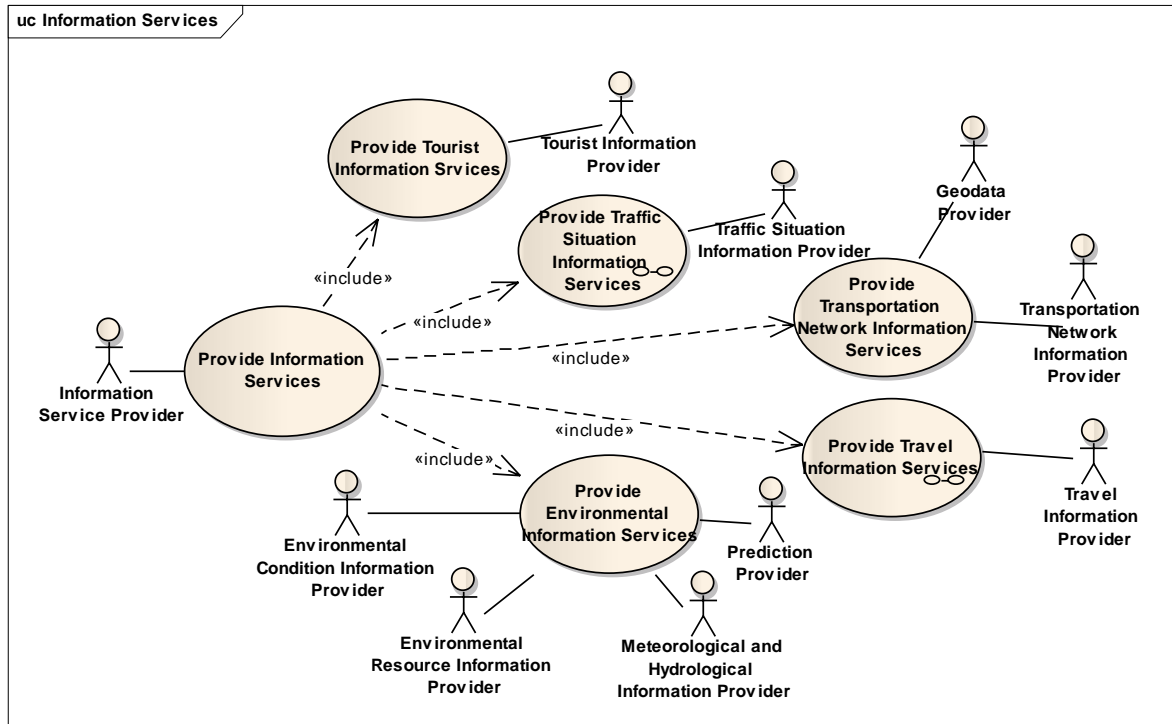 uc Information Services
Provide Tourist
Information Srvices
Tourist Information
Provider
Provide Traffic
Situation
Information
Services
Traffic Situation
Information Provider
Geodata
Provider
Provide
Transportation
Network Information
Services
Transportation
Network
Information
Provider
«include»
«include»
«include»
Provide Information
Services
Information
Service Provider
«include»
«include»
Provide Travel
Information Services
Travel
Information
Provider
Provide
Environmental
Information Services
Environmental
Condition Information
Provider
Prediction
Provider
Environmental
Resource Information
Provider
Meteorological and
Hydrological
Information Provider